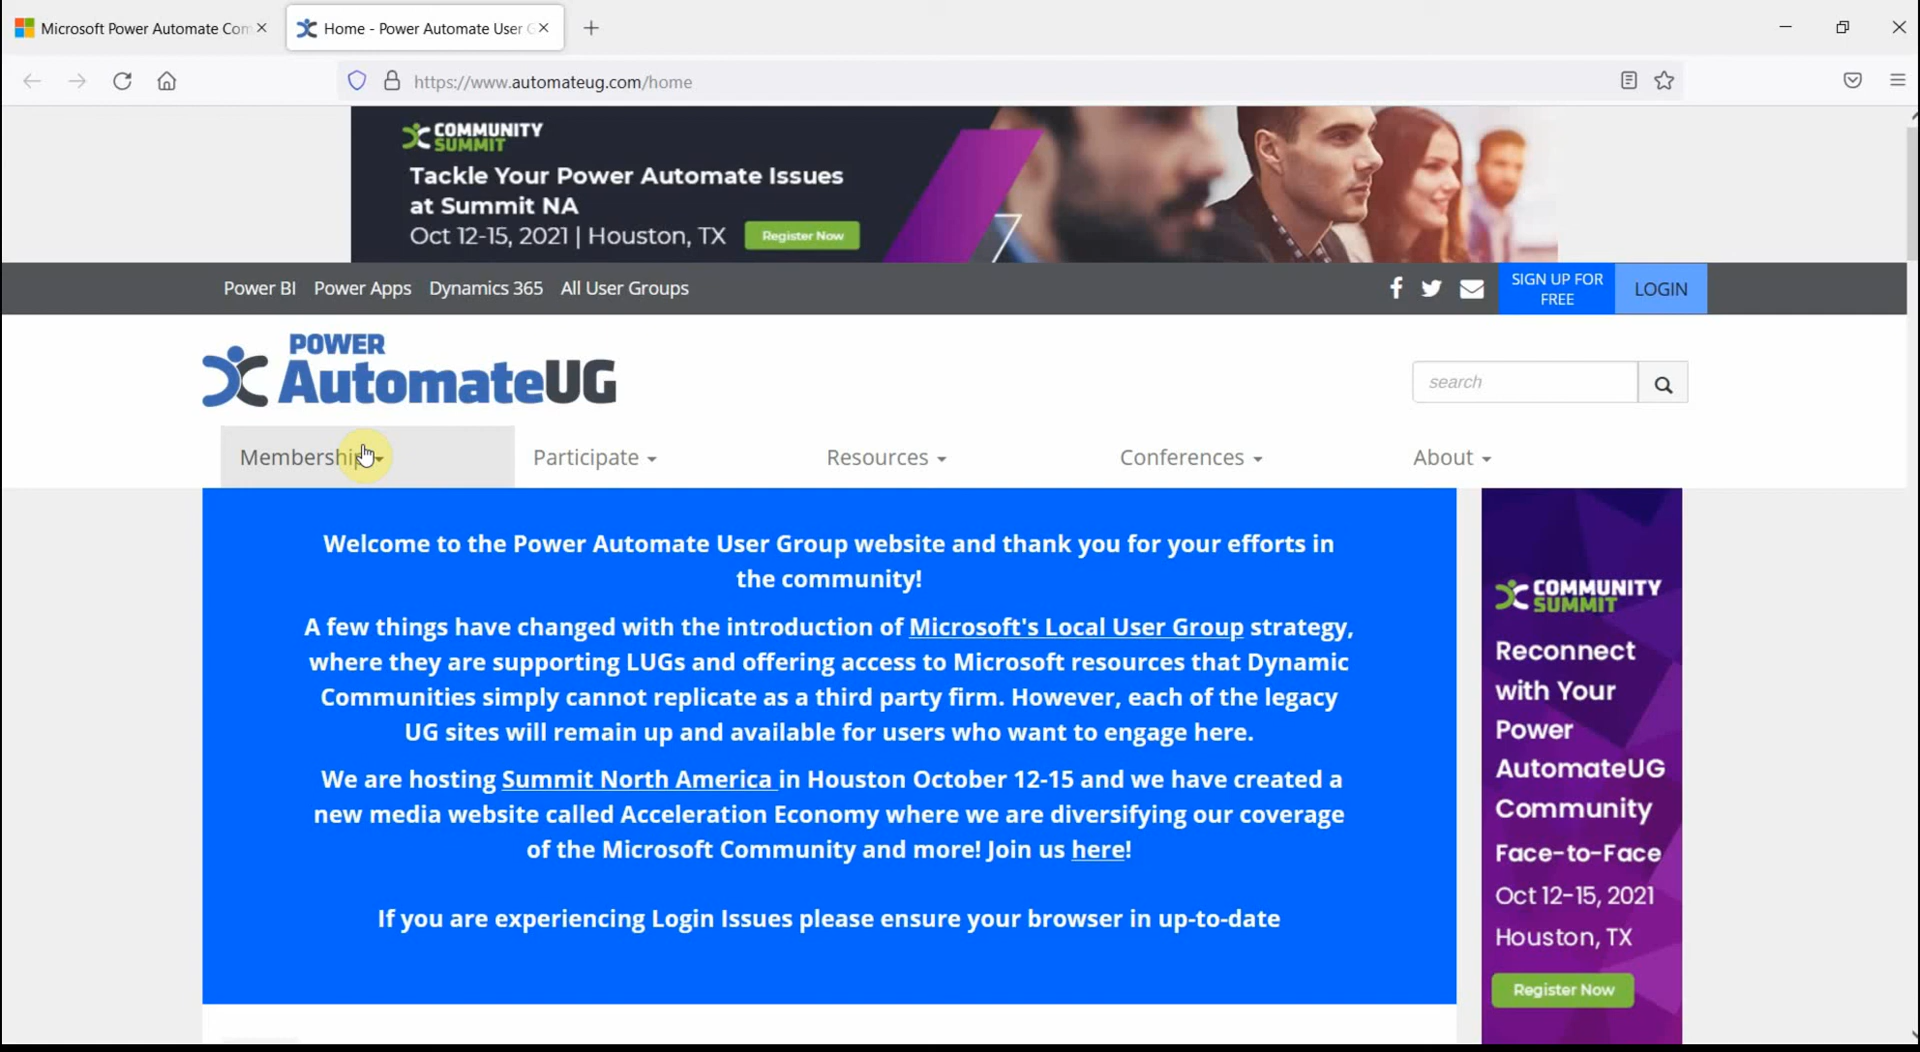 Microsoft Power Automate Com
Home - Power Automate User G
https://www.automateug.com/home
COMMUNITY
SUMMIT
Tackle Your Power Automate Issues
at Summit NA
Oct 12-15, 2021 | Houston, TX
Register Now
Power BI Power Apps Dynamics 365 All User Groups
SIGN UP FOR
FREE
LOGIN
POWER
AutomateUG
search
Membership Participate Resources Conferences About
Welcome to the Power Automate User Group website and thank you for your efforts in
the community!
A few things have changed with the introduction of Microsoft's Local User Group strategy,
where they are supporting LUGs and offering access to Microsoft resources that Dynamic
Communities simply cannot replicate as a third party firm. However, each of the legacy
UG sites will remain up and available for users who want to engage here.
We are hosting Summit North America in Houston October 12-15 and we have created a
new media website called Acceleration Economy where we are diversifying our coverage
of the Microsoft Community and more! Join us here!
If you are experiencing Login Issues please ensure your browser in up-to-date
COMMUNITY
SUMMIT
Reconnect
with Your
Power
AutomateUG
Community
Face-to-Face
Oct 12-15, 2021
Houston, TX
Register Now